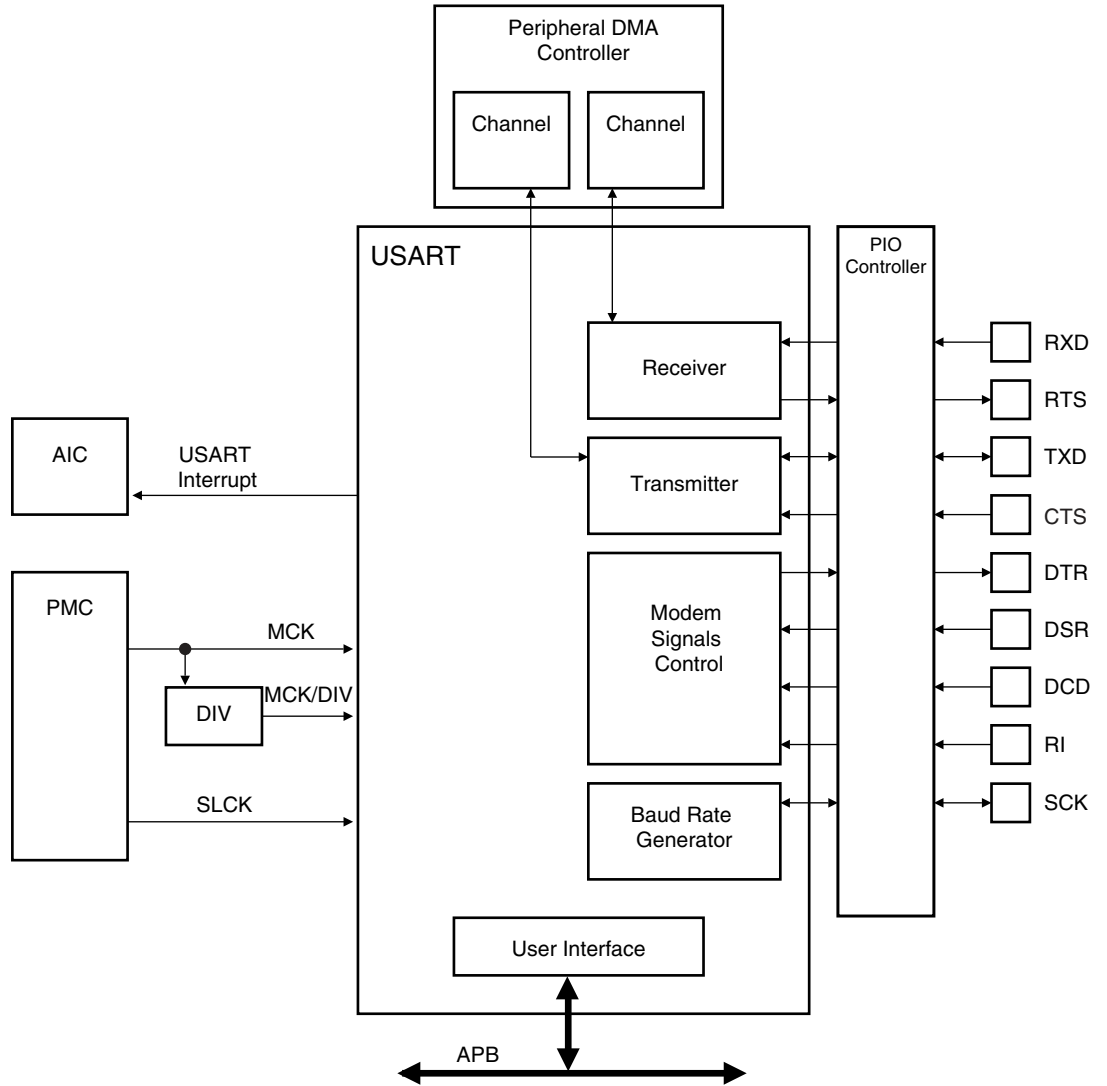 Peripheral DMA
Controller
Channel
Channel
USART
PIO
Controller
Receiver
RXD
RTS
AIC
USART
Interrupt
Transmitter
TXD
CTS
PMC
MCK
DIV
MCK/DIV
SLCK
Modem
Signals
Control
DTR
DSR
DCD
RI
Baud Rate
Generator
SCK
User Interface
APB